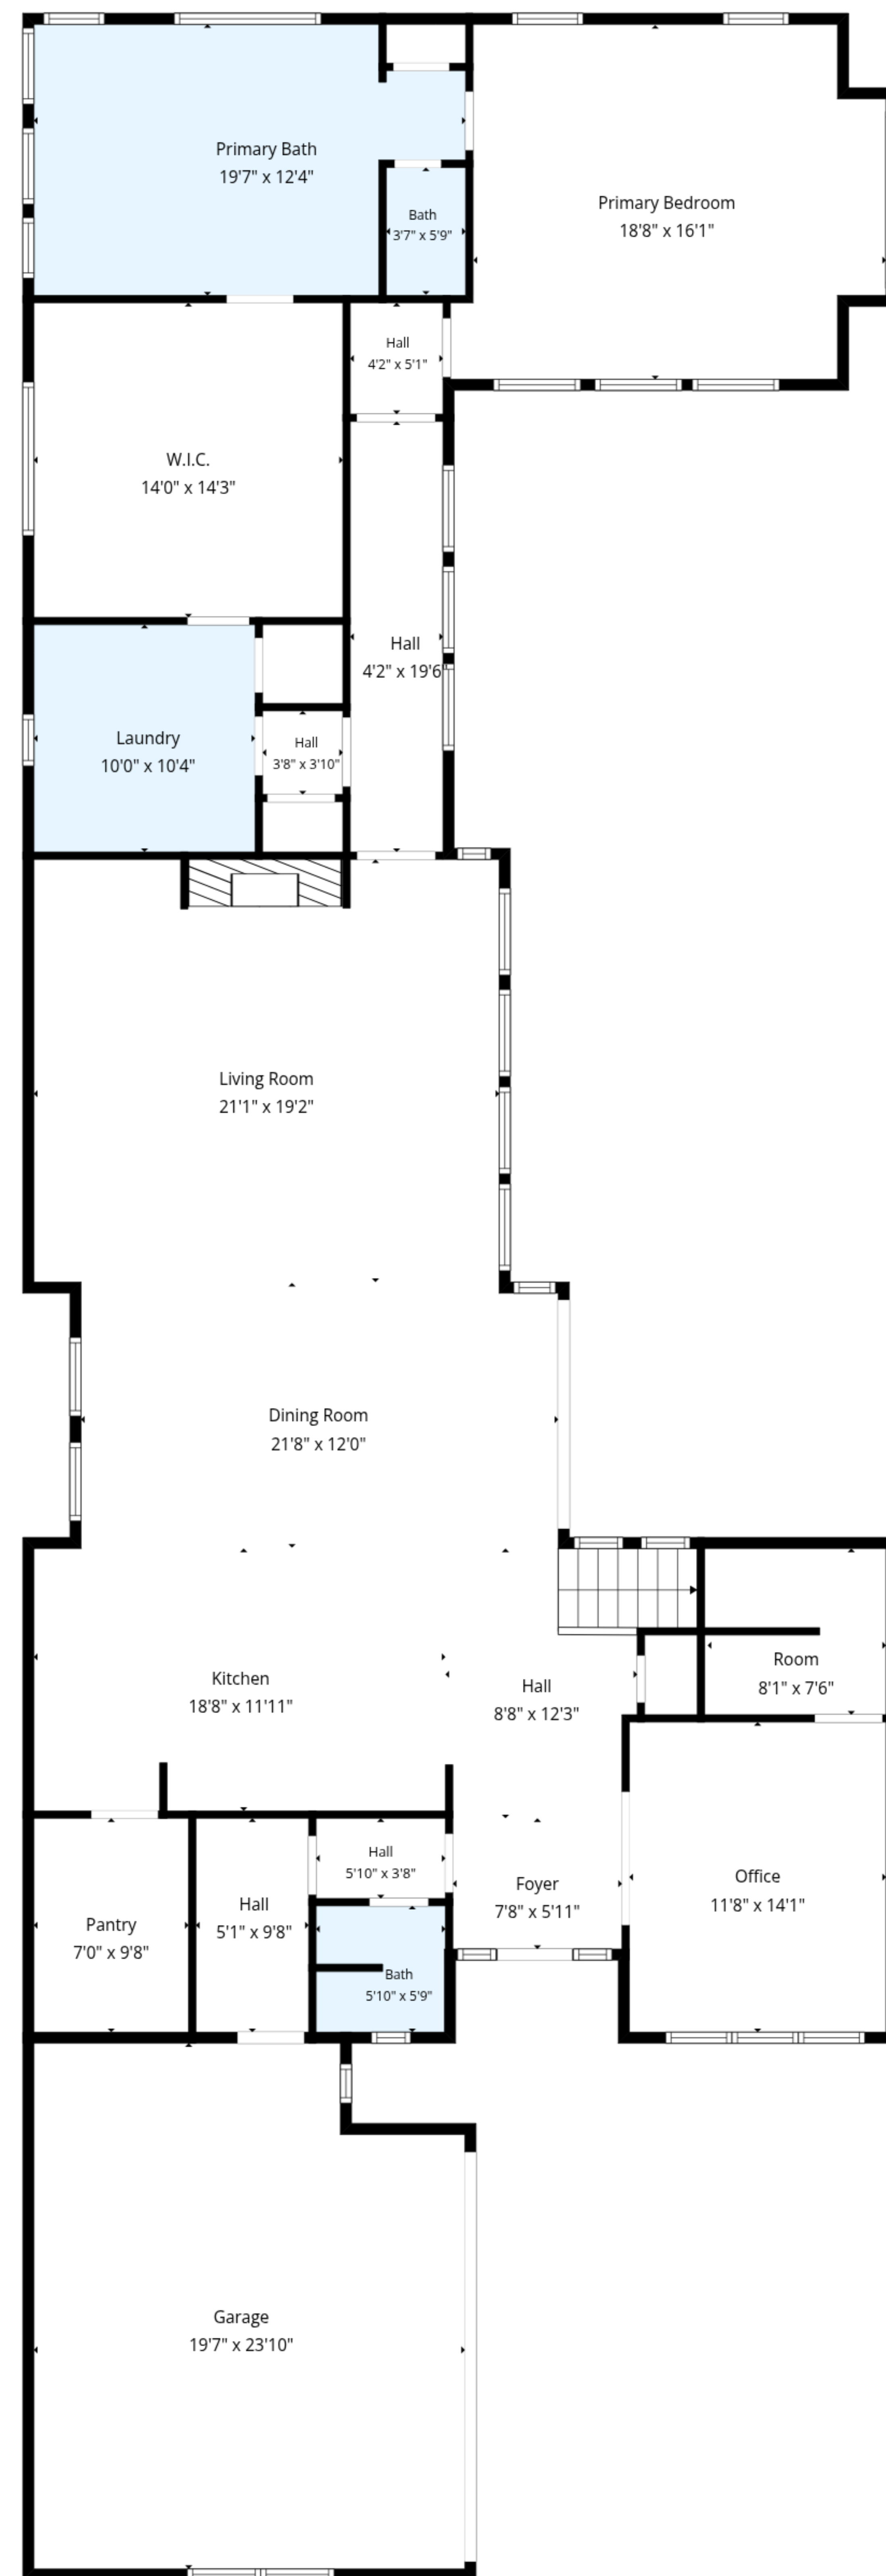 Primary Bath
19'7" x 12'4"
Bath
3'7" x 5'9"
Primary Bedroom
18'8" x 16'1"
Hall
4'2" x 5'1"
W.I.C.
14'0" x 14'3"
Hall
4'2" x 19'6
Laundry
10'0" x 10'4"
Hall
3'8" x 3'10"
Living Room
21'1" x 19'2"
Dining Room
21'8" x 12'0"
Kitchen
18'8" x 11'11"
Hall
8'8" x 12'3"
Room
8'1" x 7'6"
Pantry
7'0" x 9'8"
Hall
5'1" x 9'8"
Hall
5'10" x 3'8"
Foyer
7'8" x 5'11"
Office
11'8" x 14'1"
Bath
5'10" x 5'9"
Garage
19'7" x 23'10"